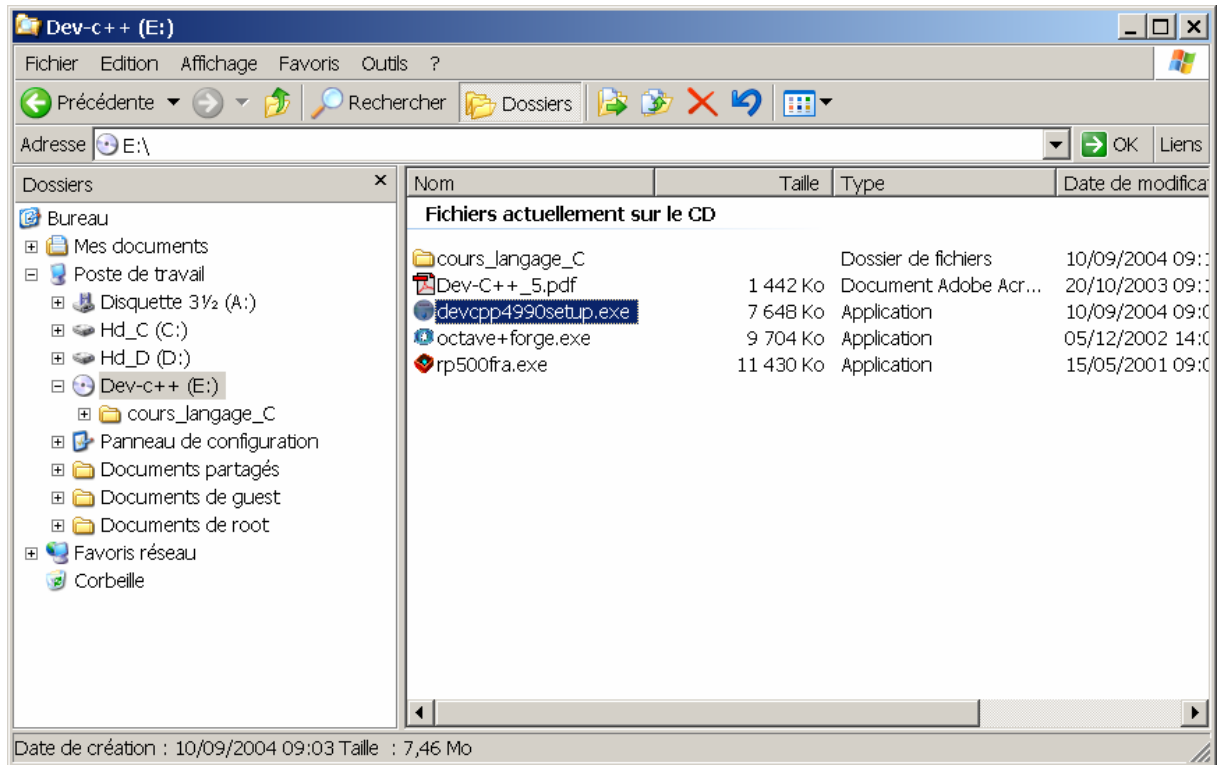 Dev-c++ (E:)
Fichier Edition Affichage Favoris Outils ?
Précédente Rechercher Dossiers
Adresse E:\ OK Liens
Dossiers
Bureau
Mes documents
Poste de travail
Disquette 3½ (A:)
Hd_C (C:)
Hd_D (D:)
Dev-c++ (E:)
cours_langage_C
Panneau de configuration
Documents partagés
Documents de guest
Documents de root
Favoris réseau
Corbeille
Nom Taille Type Date de modifica
Fichiers actuellement sur le CD
cours_langage_C Dossier de fichiers 10/09/2004 09:
Dev-C++_5.pdf 1 442 Ko Document Adobe Acr... 20/10/2003 09:
devcpp4990setup.exe 7 648 Ko Application 10/09/2004 09:0
octave+forge.exe 9 704 Ko Application 05/12/2002 14:0
rp500fra.exe 11 430 Ko Application 15/05/2001 09:0
Date de création : 10/09/2004 09:03 Taille : 7,46 Mo